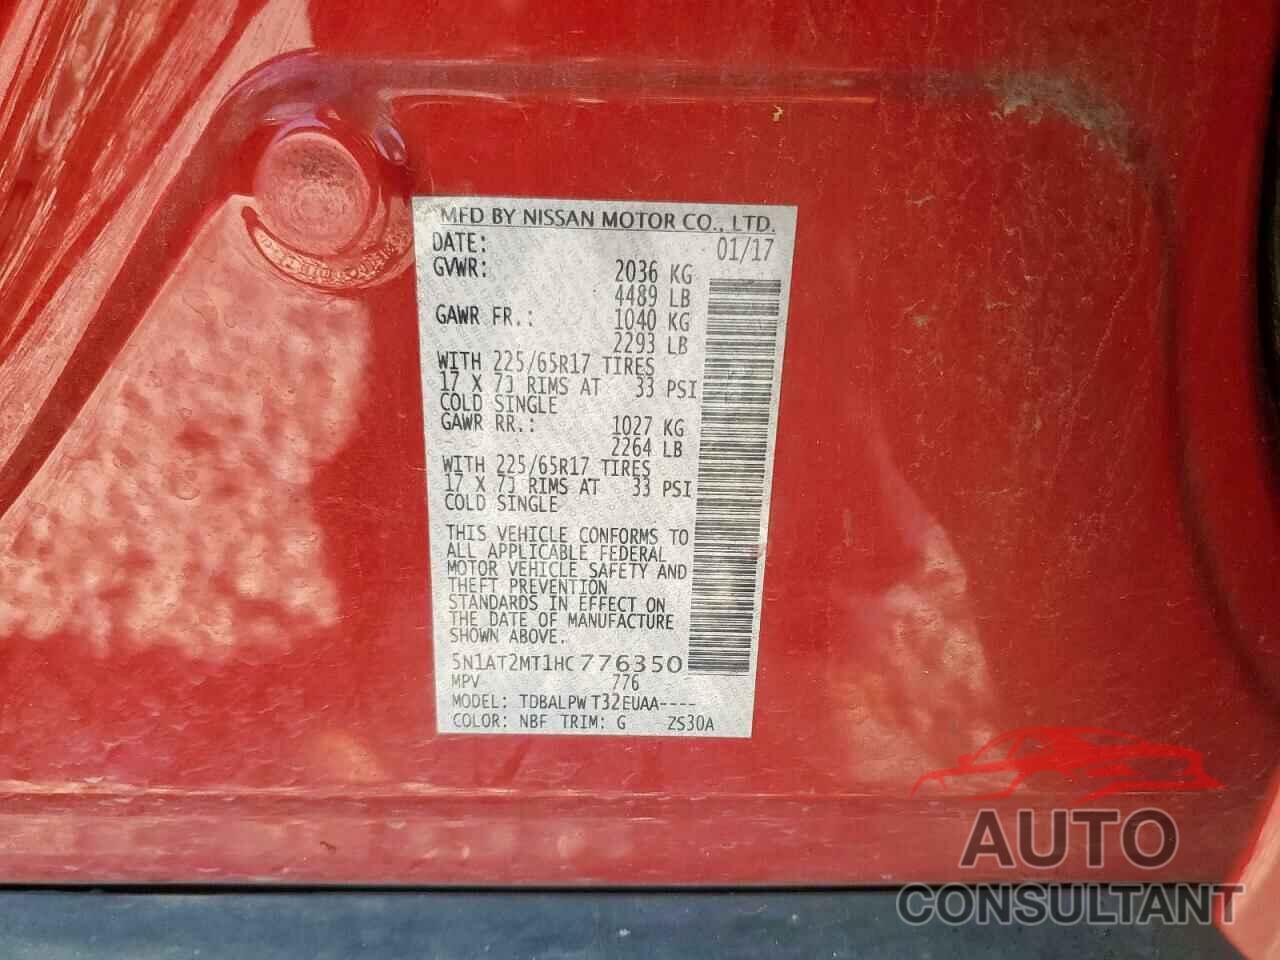 MFD BY NISSAN MOTOR CO., LTD.
DATE: 01/17
GVWR: 2036 KG
4489 LB
GAWR FR.: 1040 KG
2293 LB
WITH 225/65R17 TIRES
17 X 7J RIMS AT 33 PSI
COLD SINGLE
GAWR RR.: 1027 KG
2264 LB
WITH 225/65R17 TIRES
17 X 7J RIMS AT 33 PSI
COLD SINGLE
THIS VEHICLE CONFORMS TO
ALL APPLICABLE FEDERAL
MOTOR VEHICLE SAFETY AND
THEFT PREVENTION
STANDARDS IN EFFECT ON
THE DATE OF MANUFACTURE
SHOWN ABOVE.
5N1AT2MT1HC776350
MPV 776
MODEL: TDBALPW T32EUAA----
COLOR: NBF TRIM: G ZS30A
AUTO
CONSULTANT